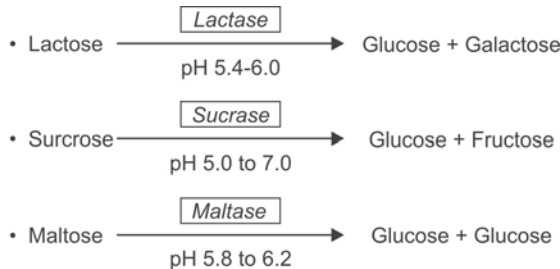 Lactase
• Lactose Glucose + Galactose
pH 5.4-6.0
Sucrase
• Surcrose Glucose + Fructose
pH 5.0 to 7.0
Maltase
• Maltose Glucose + Glucose
pH 5.8 to 6.2